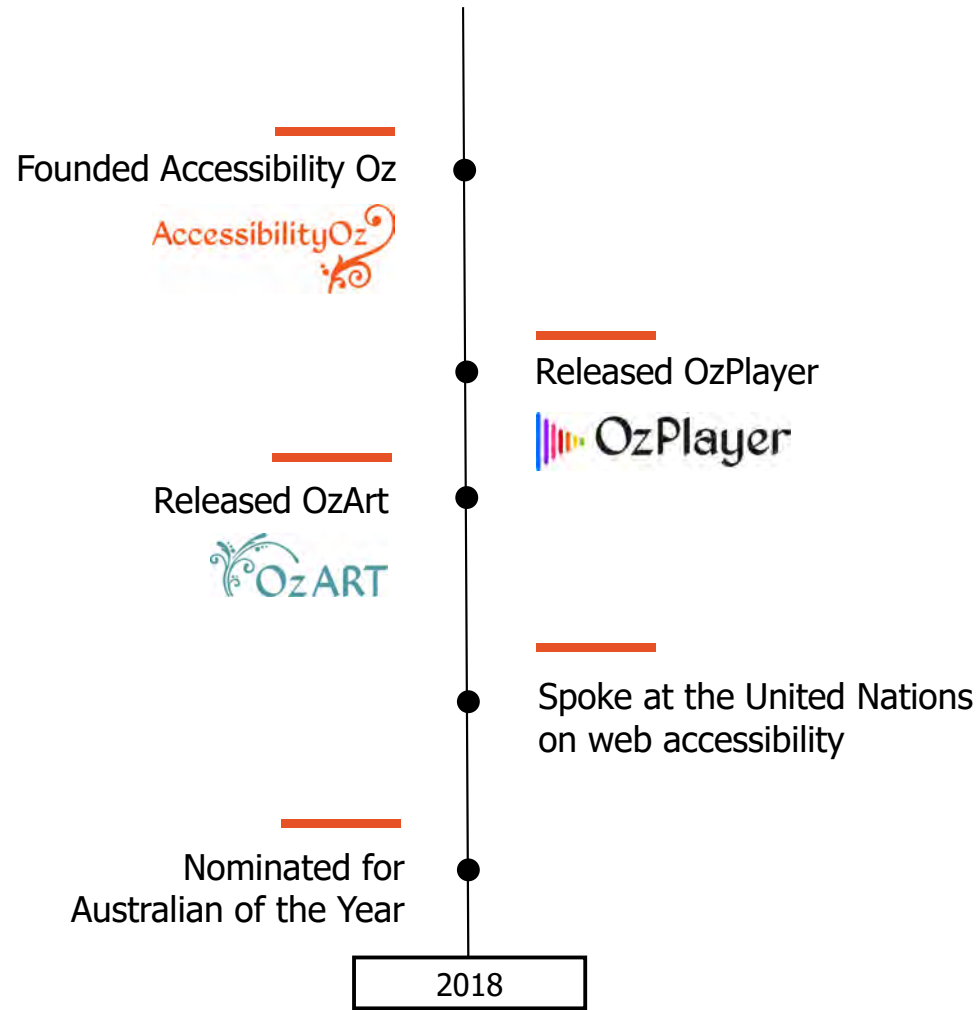 Founded Accessibility Oz
AccessibilityOz
Released OzPlayer
OzPlayer
Released OzArt
OzART
Spoke at the United Nations
on web accessibility
Nominated for
Australian of the Year
2018